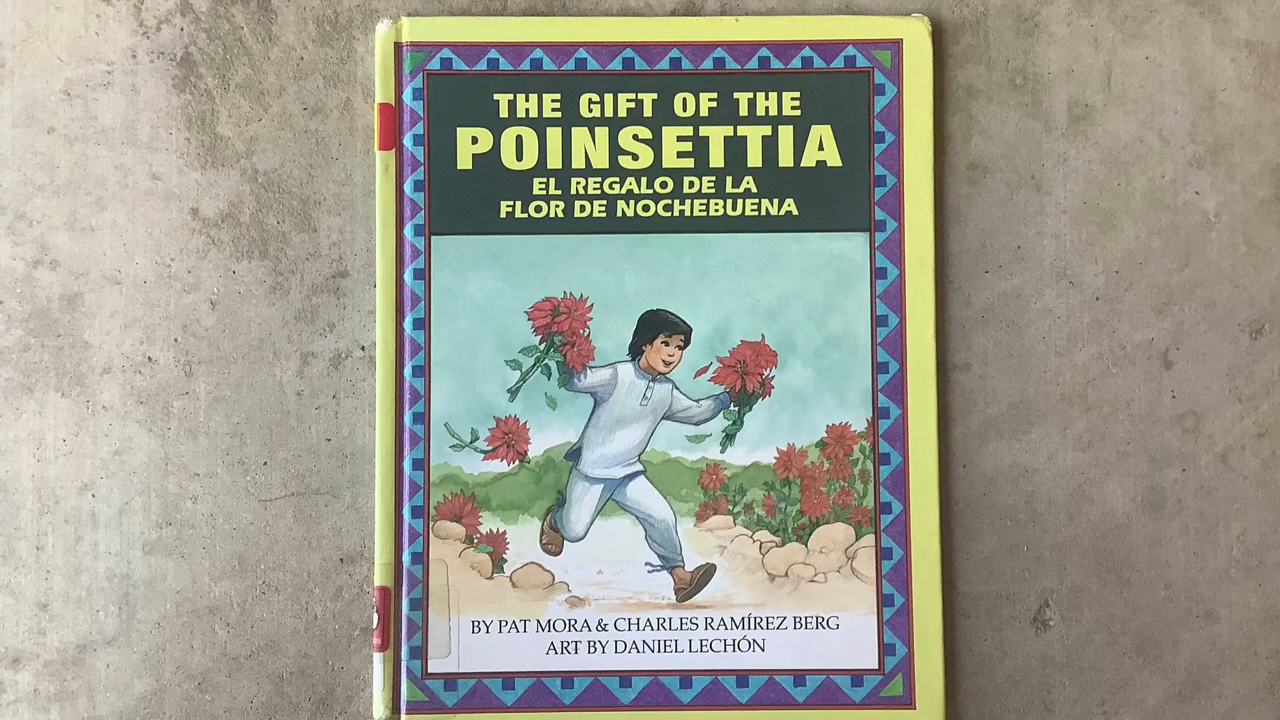 THE GIFT OF THE
POINSETTIA
EL REGALO DE LA
FLOR DE NOCHEBUENA
BY PAT MORA & CHARLES RAMÍREZ BERG
ART BY DANIEL LECHÓN